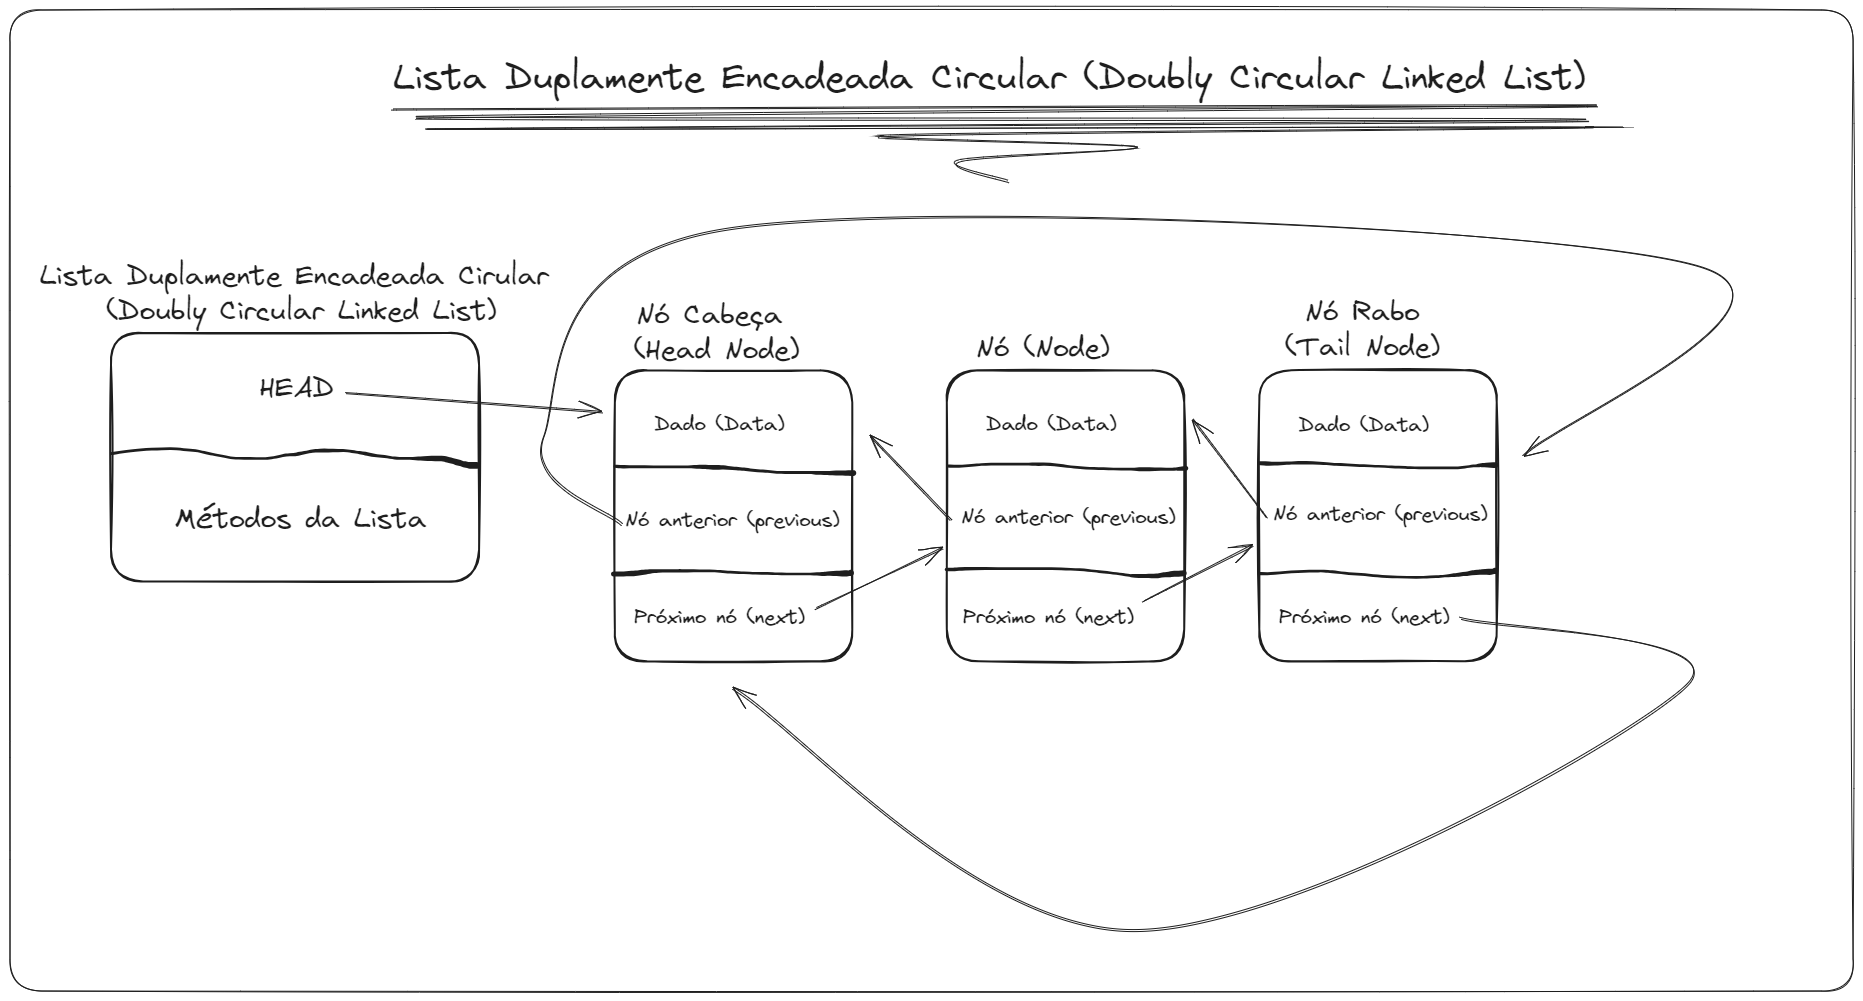 Lista Duplamente Encadeada Circular (Doubly Circular Linked List)
Lista Duplamente Encadeada Cirular
(Doubly Circular Linked List)
HEAD
Métodos da Lista
Nó Cabeça
(Head Node)
Dado (Data)
Nó anterior (previous)
Próximo nó (next)
Nó (Node)
Dado (Data)
Nó anterior (previous)
Próximo nó (next)
Nó Rabo
(Tail Node)
Dado (Data)
Nó anterior (previous)
Próximo nó (next)